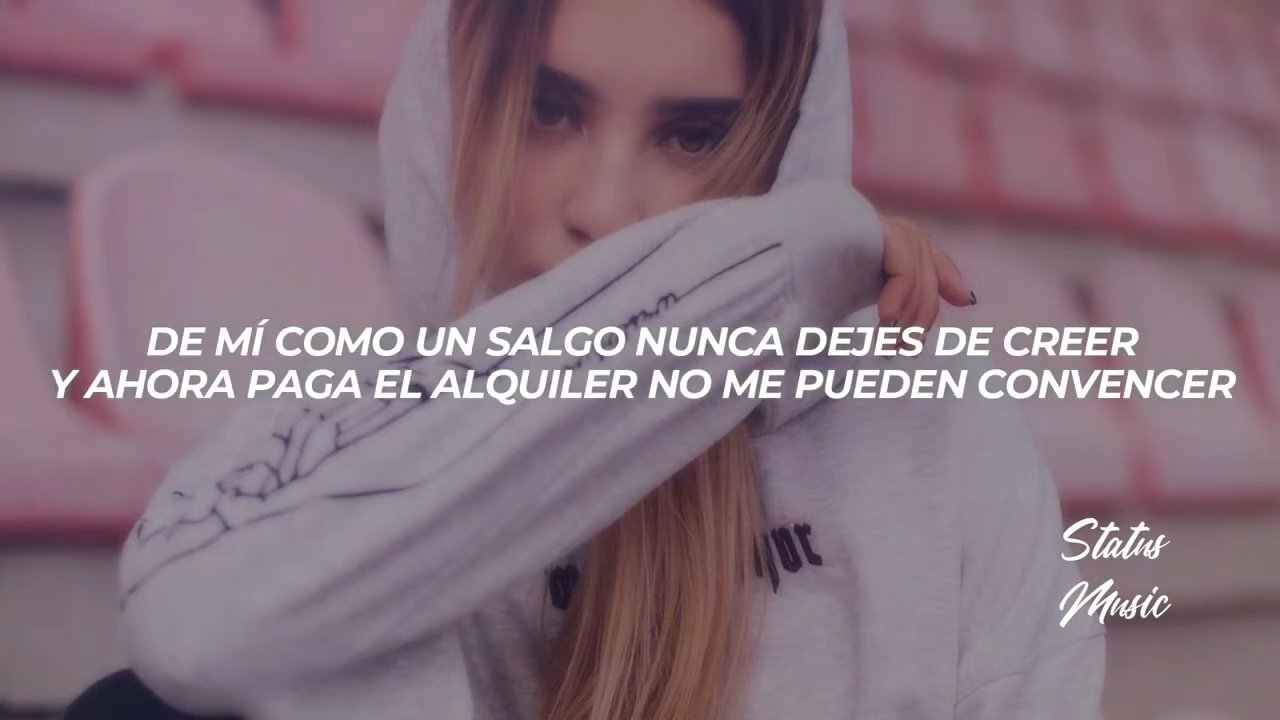 DE MÍ COMO UN SALGO NUNCA DEJES DE CREER
Y AHORA PAGA EL ALQUILER NO ME PUEDEN CONVENCER
Status
Music